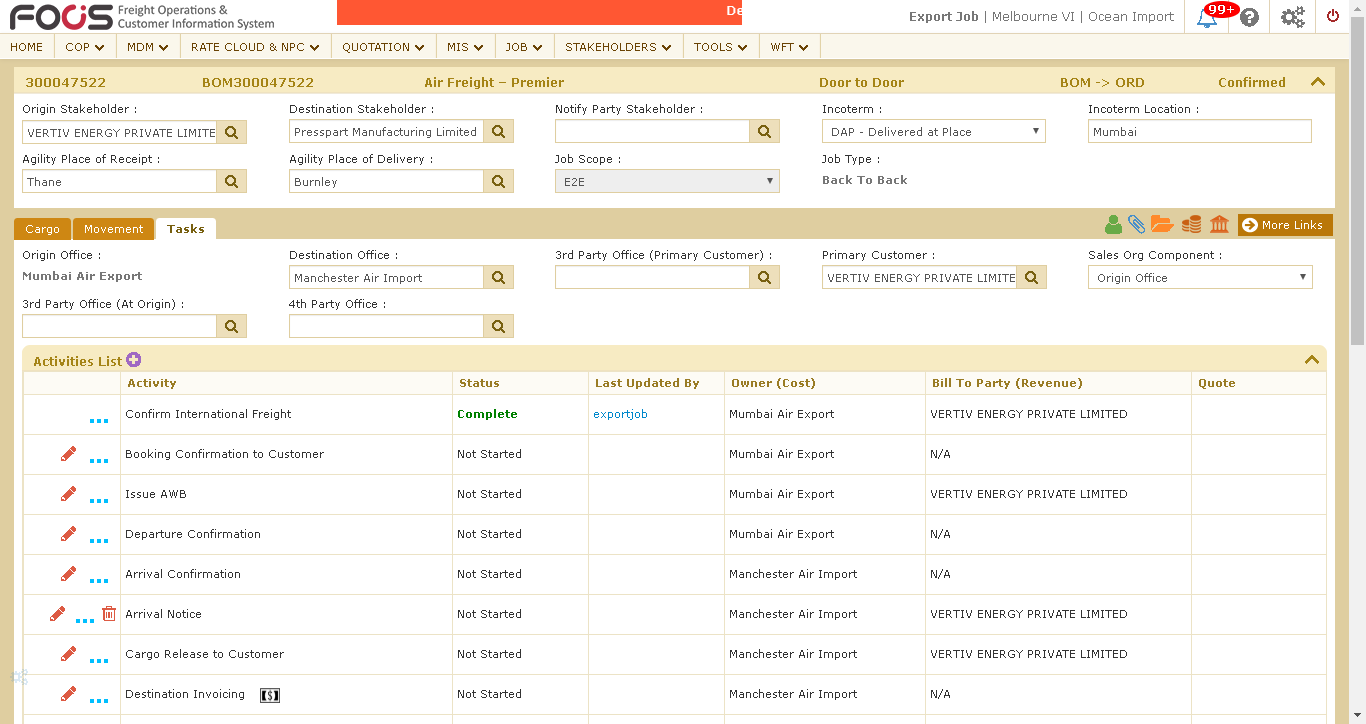 FOCUS Freight Operations & Customer Information System
De
Export Job | Melbourne VI | Ocean Import
99+
HOME COP MDM RATE CLOUD & NPC QUOTATION MIS JOB STAKEHOLDERS TOOLS WFT
300047522 BOM300047522 Air Freight – Premier Door to Door BOM -> ORD Confirmed
Origin Stakeholder : Destination Stakeholder : Notify Party Stakeholder : Incoterm : Incoterm Location :
VERTIV ENERGY PRIVATE LIMITE Presspart Manufacturing Limited DAP - Delivered at Place Mumbai
Agility Place of Receipt : Agility Place of Delivery : Job Scope : Job Type :
Thane Burnley E2E Back To Back
Cargo Movement Tasks More Links
Origin Office : Destination Office : 3rd Party Office (Primary Customer) : Primary Customer : Sales Org Component :
Mumbai Air Export Manchester Air Import VERTIV ENERGY PRIVATE LIMITE Origin Office
3rd Party Office (At Origin) : 4th Party Office :
Activities List
Activity Status Last Updated By Owner (Cost) Bill To Party (Revenue) Quote
Confirm International Freight Complete exportjob Mumbai Air Export VERTIV ENERGY PRIVATE LIMITED
Booking Confirmation to Customer Not Started Mumbai Air Export N/A
Issue AWB Not Started Mumbai Air Export VERTIV ENERGY PRIVATE LIMITED
Departure Confirmation Not Started Mumbai Air Export N/A
Arrival Confirmation Not Started Manchester Air Import N/A
Arrival Notice Not Started Manchester Air Import VERTIV ENERGY PRIVATE LIMITED
Cargo Release to Customer Not Started Manchester Air Import VERTIV ENERGY PRIVATE LIMITED
Destination Invoicing Not Started Manchester Air Import N/A